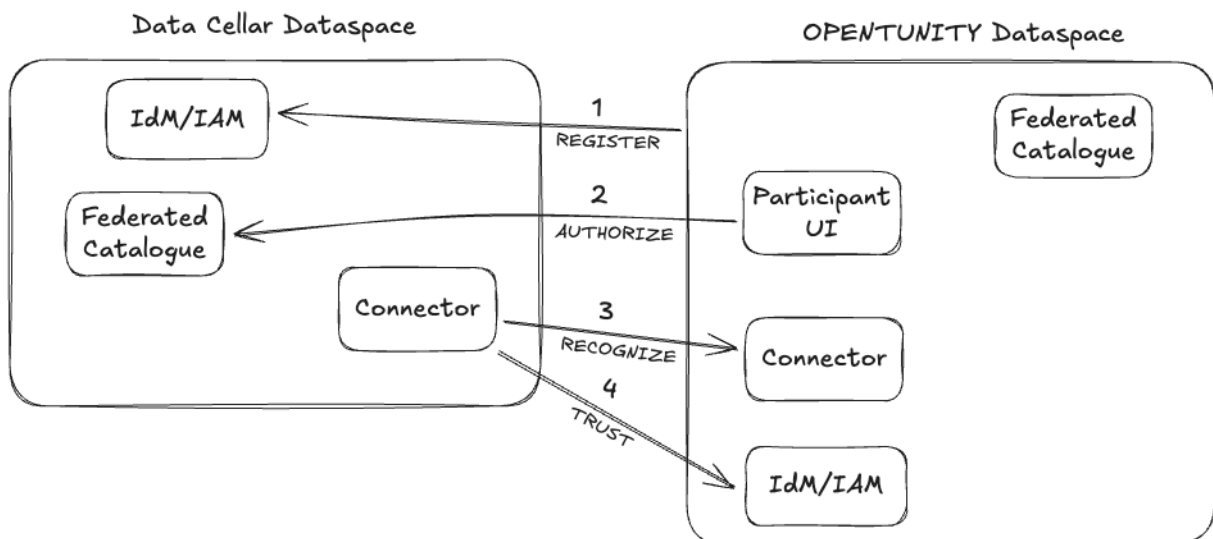 Data Cellar Dataspace
OPENTUNITY Dataspace
IdM/IAM
1
REGISTER
Federated
Catalogue
Federated
Catalogue
2
AUTHORIZE
Participant
UI
Connector
3
RECOGNIZE
Connector
4
TRUST
IdM/IAM